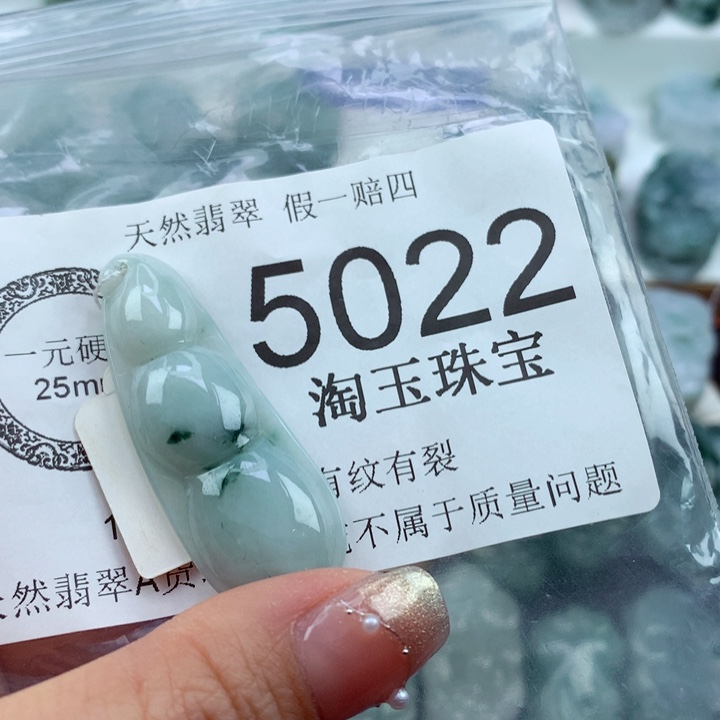 天然翡翠 假一赔四
5022
一元硬
25mm
淘玉珠宝
有纹有裂
不属于质量问题
然翡翠A货